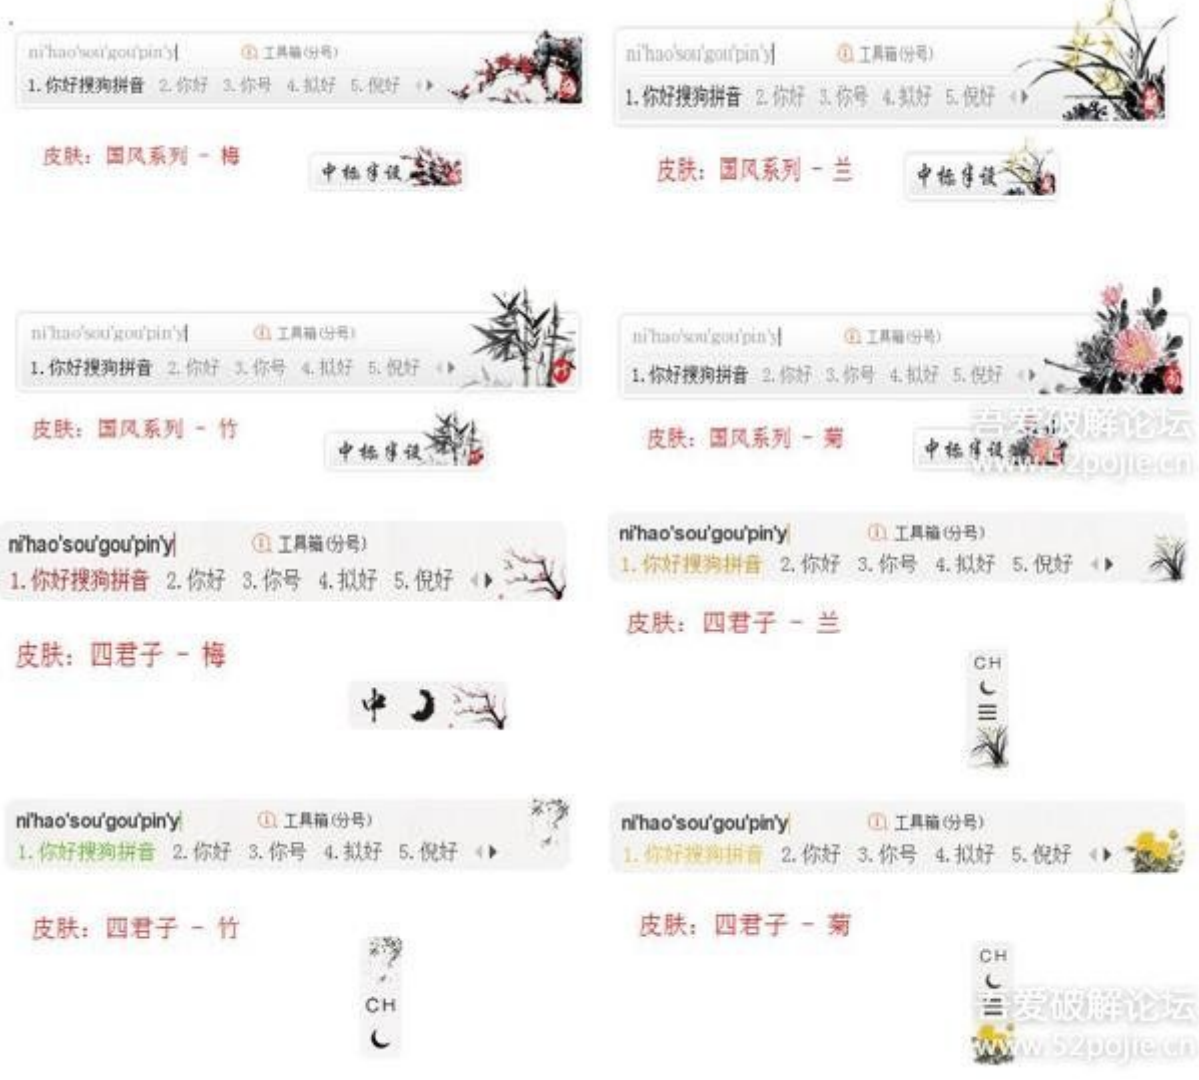 ni'hao'sou'gou'pin'y 工具箱(分号)
1.你好搜狗拼音 2.你好 3.你号 4.拟好 5.倪好
皮肤：国风系列 - 梅
中标半设
ni'hao'sou'gou'pin'y 工具箱(分号)
1.你好搜狗拼音 2.你好 3.你号 4.拟好 5.倪好
皮肤：国风系列 - 兰
中标半设
ni'hao'sou'gou'pin'y 工具箱(分号)
1.你好搜狗拼音 2.你好 3.你号 4.拟好 5.倪好
竹
皮肤：国风系列 - 竹
中标半设
ni'hao'sou'gou'pin'y 工具箱(分号)
1.你好搜狗拼音 2.你好 3.你号 4.拟好 5.倪好
皮肤：国风系列 - 菊
中标半设
吾爱破解论坛
www.52pojie.cn
ni'hao'sou'gou'pin'y 工具箱(分号)
1.你好搜狗拼音 2.你好 3.你号 4.拟好 5.倪好
皮肤：四君子 - 梅
中
ni'hao'sou'gou'pin'y 工具箱(分号)
1.你好搜狗拼音 2.你好 3.你号 4.拟好 5.倪好
皮肤：四君子 - 兰
CH
ni'hao'sou'gou'pin'y 工具箱(分号)
1.你好搜狗拼音 2.你好 3.你号 4.拟好 5.倪好
皮肤：四君子 - 竹
CH
ni'hao'sou'gou'pin'y 工具箱(分号)
1.你好搜狗拼音 2.你好 3.你号 4.拟好 5.倪好
皮肤：四君子 - 菊
CH
吾爱破解论坛
www.52pojie.cn